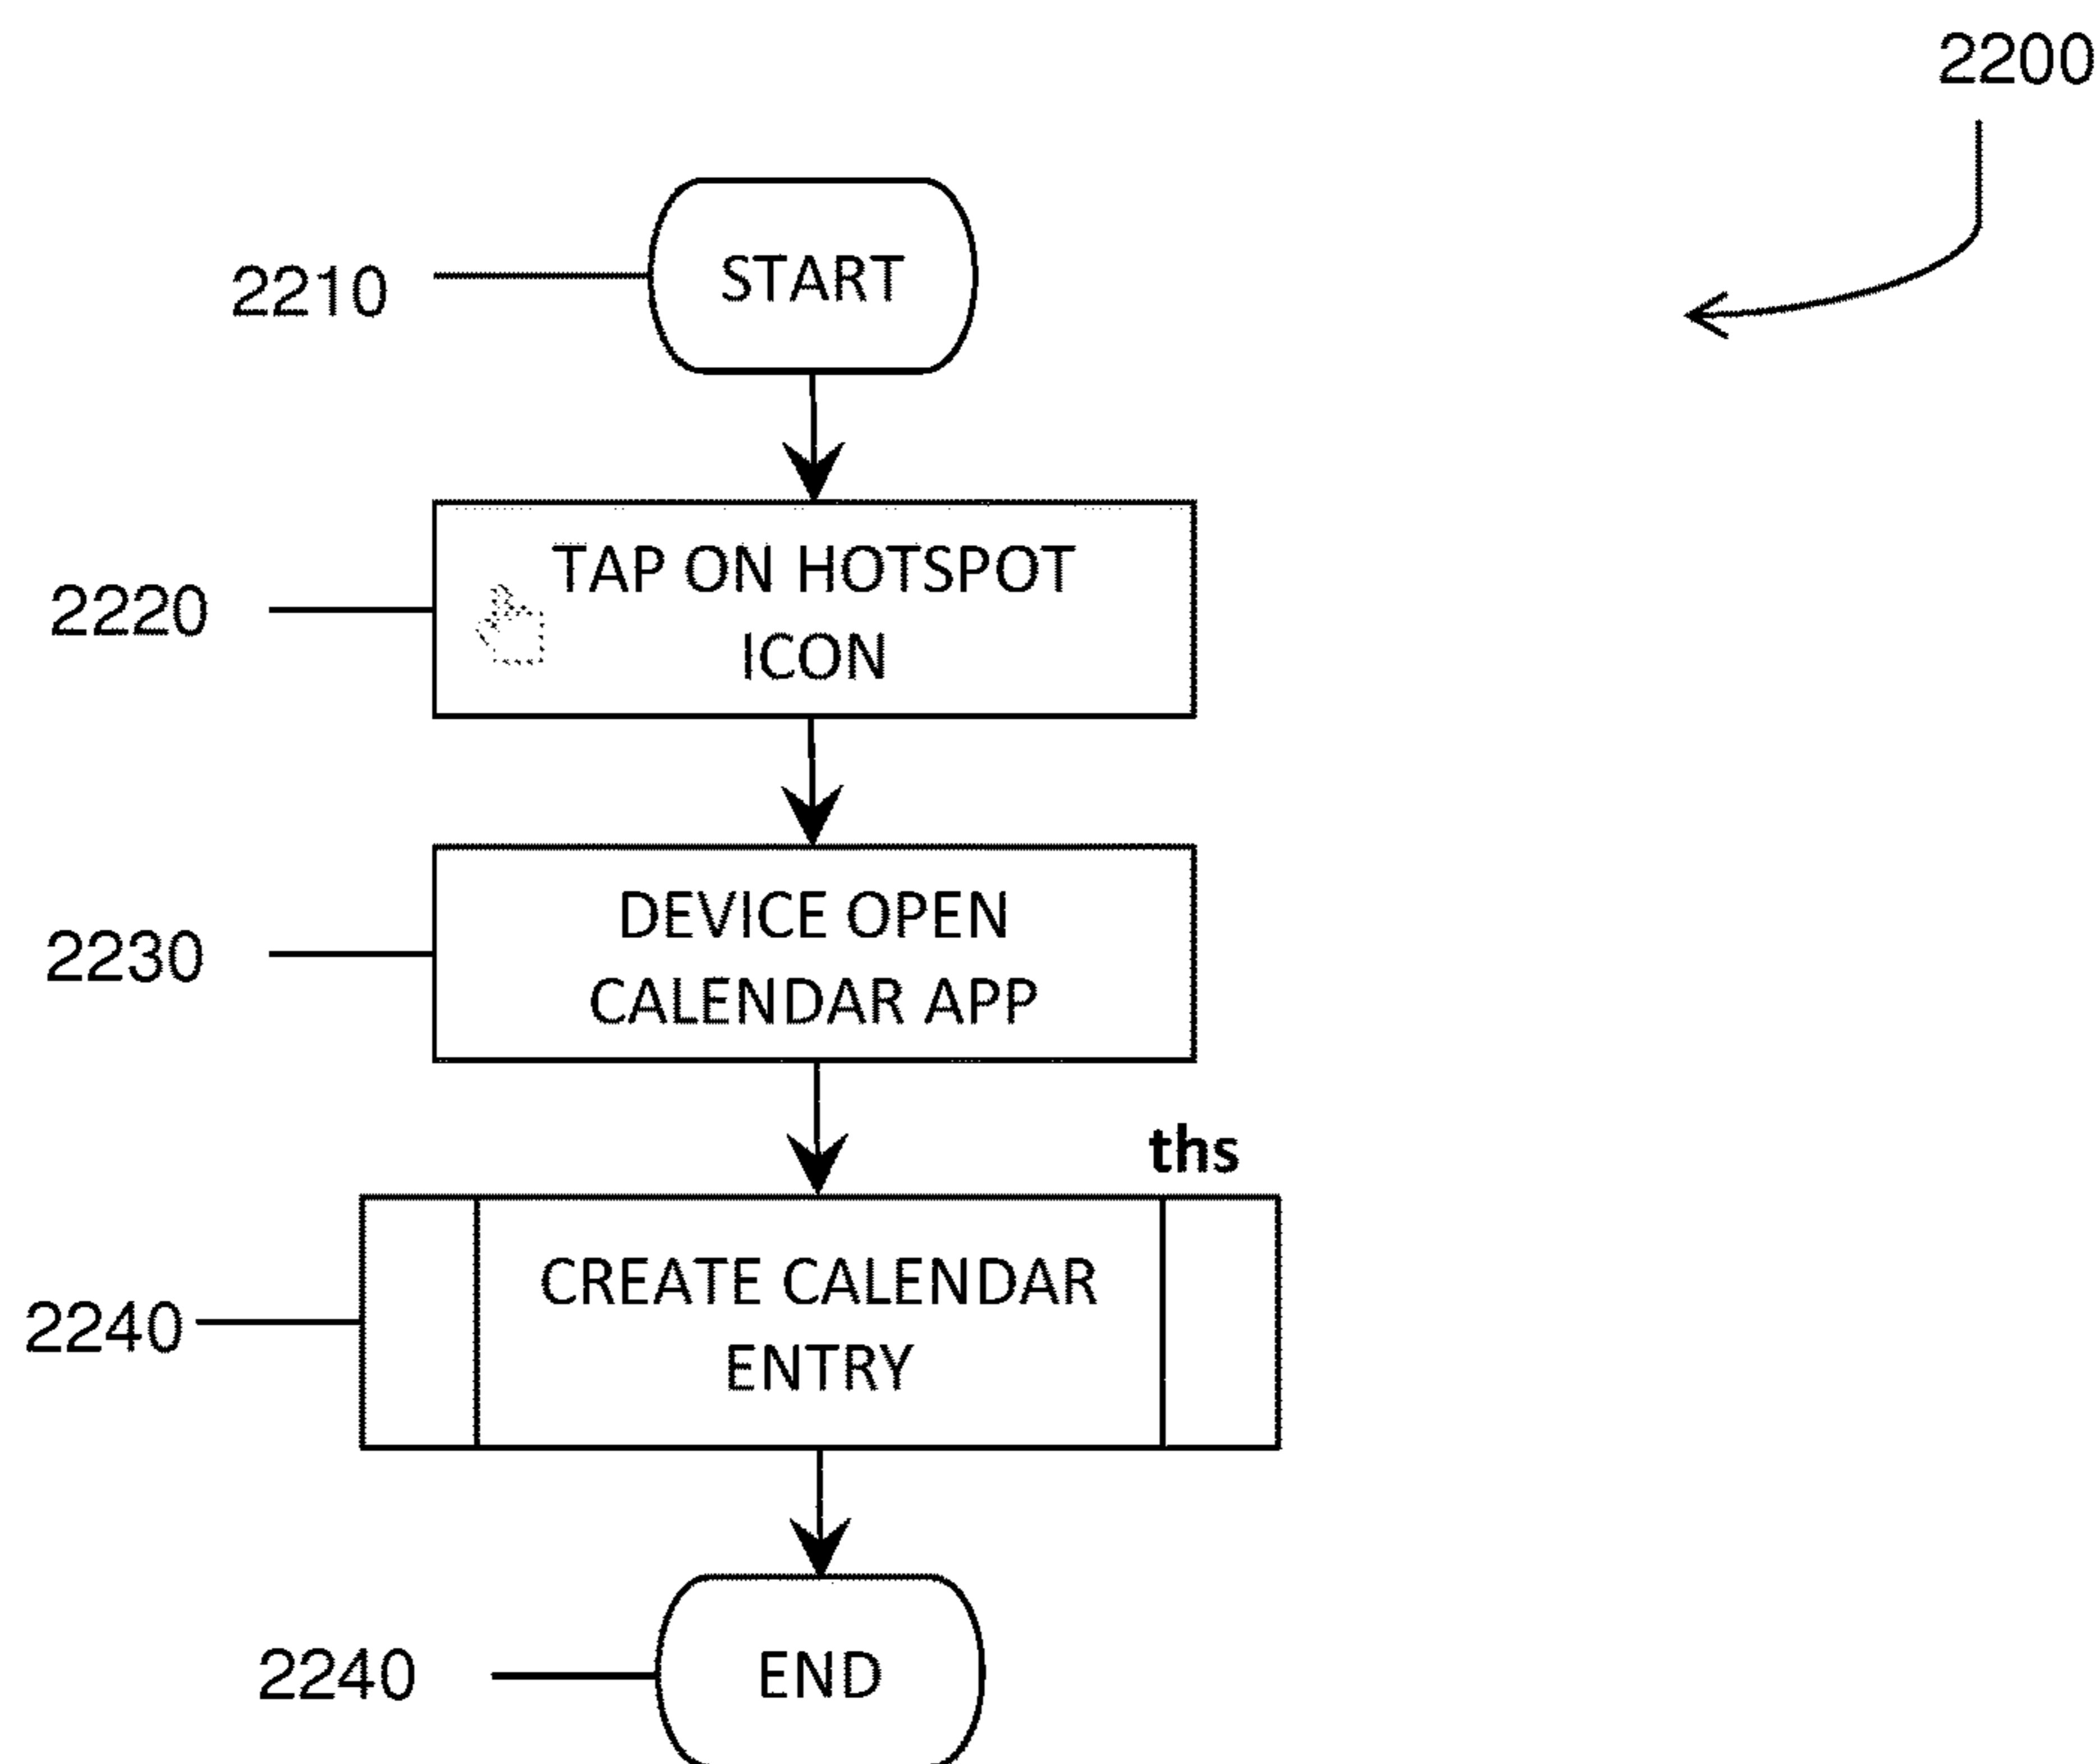 2200
2210
START
2220
TAP ON HOTSPOT
ICON
2230
DEVICE OPEN
CALENDAR APP
ths
2240
CREATE CALENDAR
ENTRY
2240
END